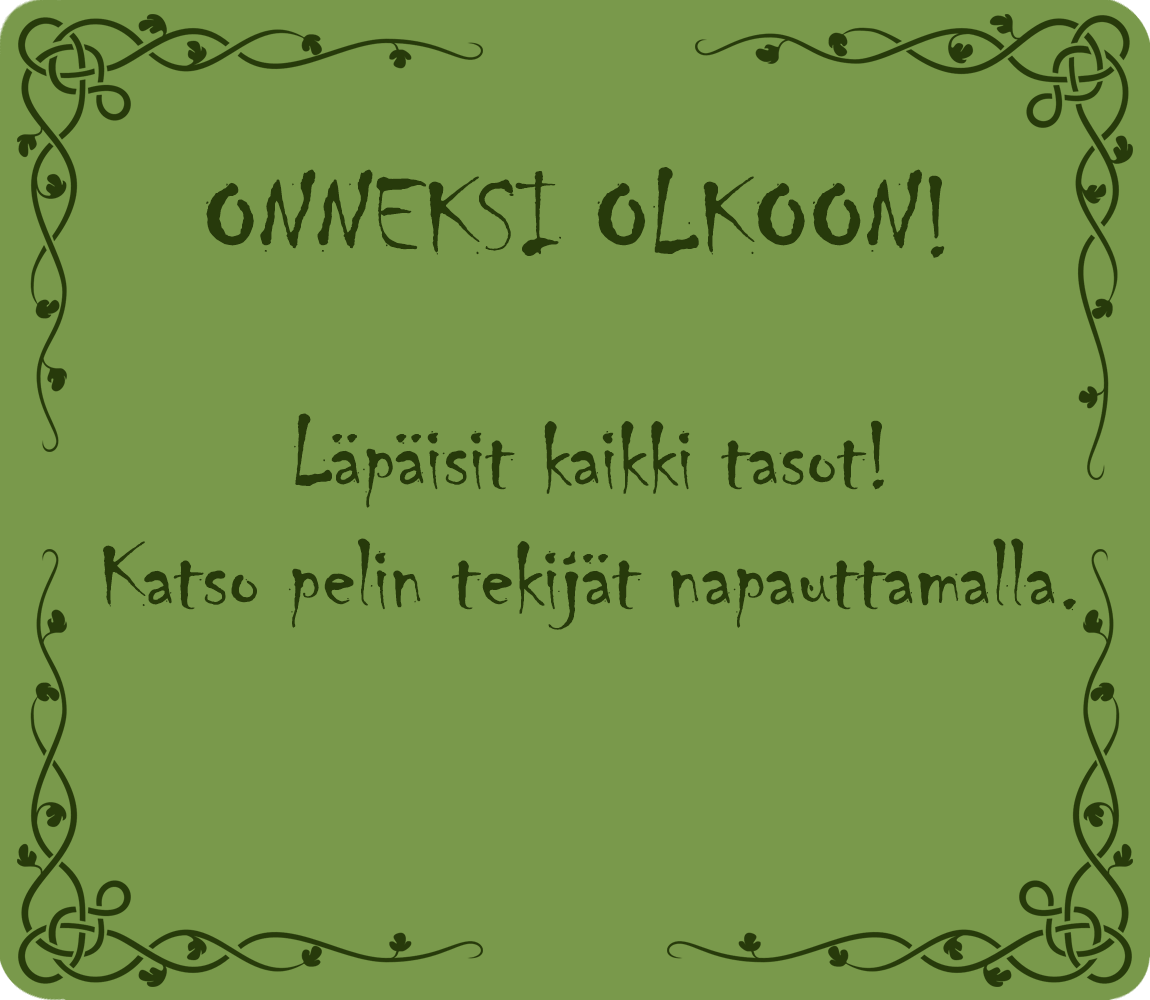 ONNEKSI OLKOON!
Läpäisit kaikki tasot!
Katso pelin tekijät napauttamalla.